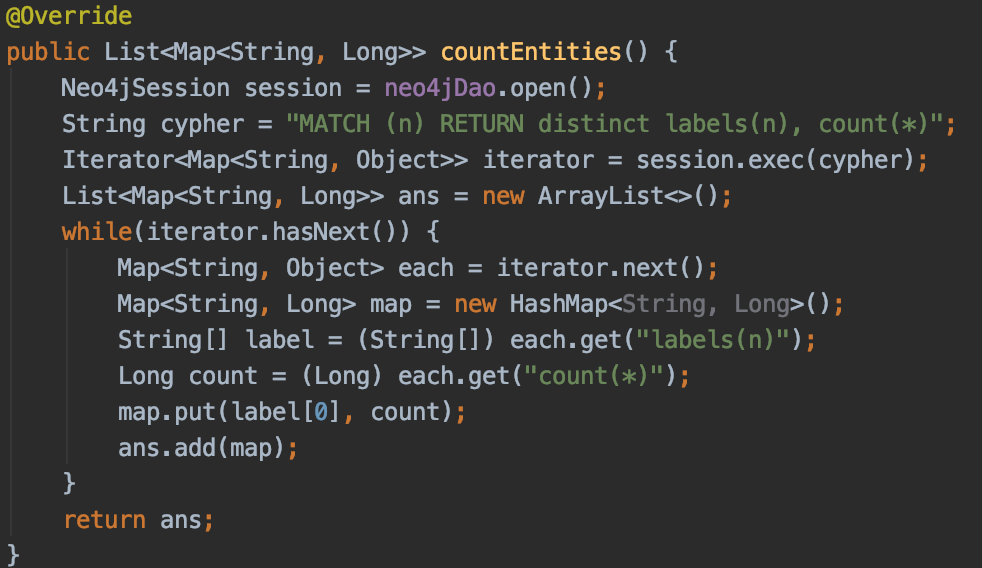 @Override
public List<Map<String, Long>> countEntities() {
    Neo4jSession session = neo4jDao.open();
    String cypher = "MATCH (n) RETURN distinct labels(n), count(*)";
    Iterator<Map<String, Object>> iterator = session.exec(cypher);
    List<Map<String, Long>> ans = new ArrayList<>();
    while(iterator.hasNext()) {
        Map<String, Object> each = iterator.next();
        Map<String, Long> map = new HashMap<String, Long>();
        String[] label = (String[]) each.get("labels(n)");
        Long count = (Long) each.get("count(*)");
        map.put(label[0], count);
        ans.add(map);
    }
    return ans;
}